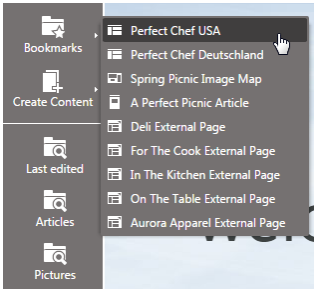 Bookmarks
Create Content
Last edited
Articles
Pictures
Perfect Chef USA
Perfect Chef Deutschland
Spring Picnic Image Map
A Perfect Picnic Article
Deli External Page
For The Cook External Page
In The Kitchen External Page
On The Table External Page
Aurora Apparel External Page